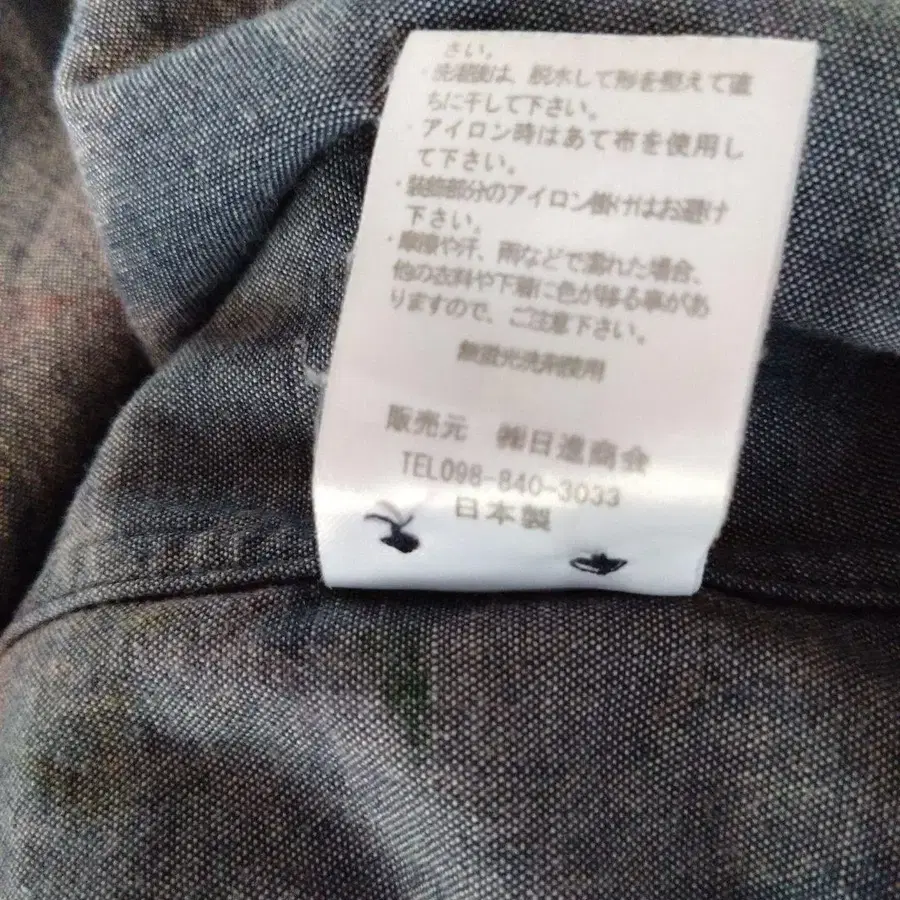 さい。
・洗濯後は、脱水して形を整えて直
ちに干して下さい。
・アイロン時はあて布を使用し
て下さい。
・装飾部分のアイロン掛けはお避け
下さい。
・摩擦や汗、雨などで濡れた場合、
他の衣料や下着に色が移る事があ
りますので、ご注意下さい。
無蛍光洗剤使用
販売元 ㈱日進商会
TEL098-840-3033
日本製